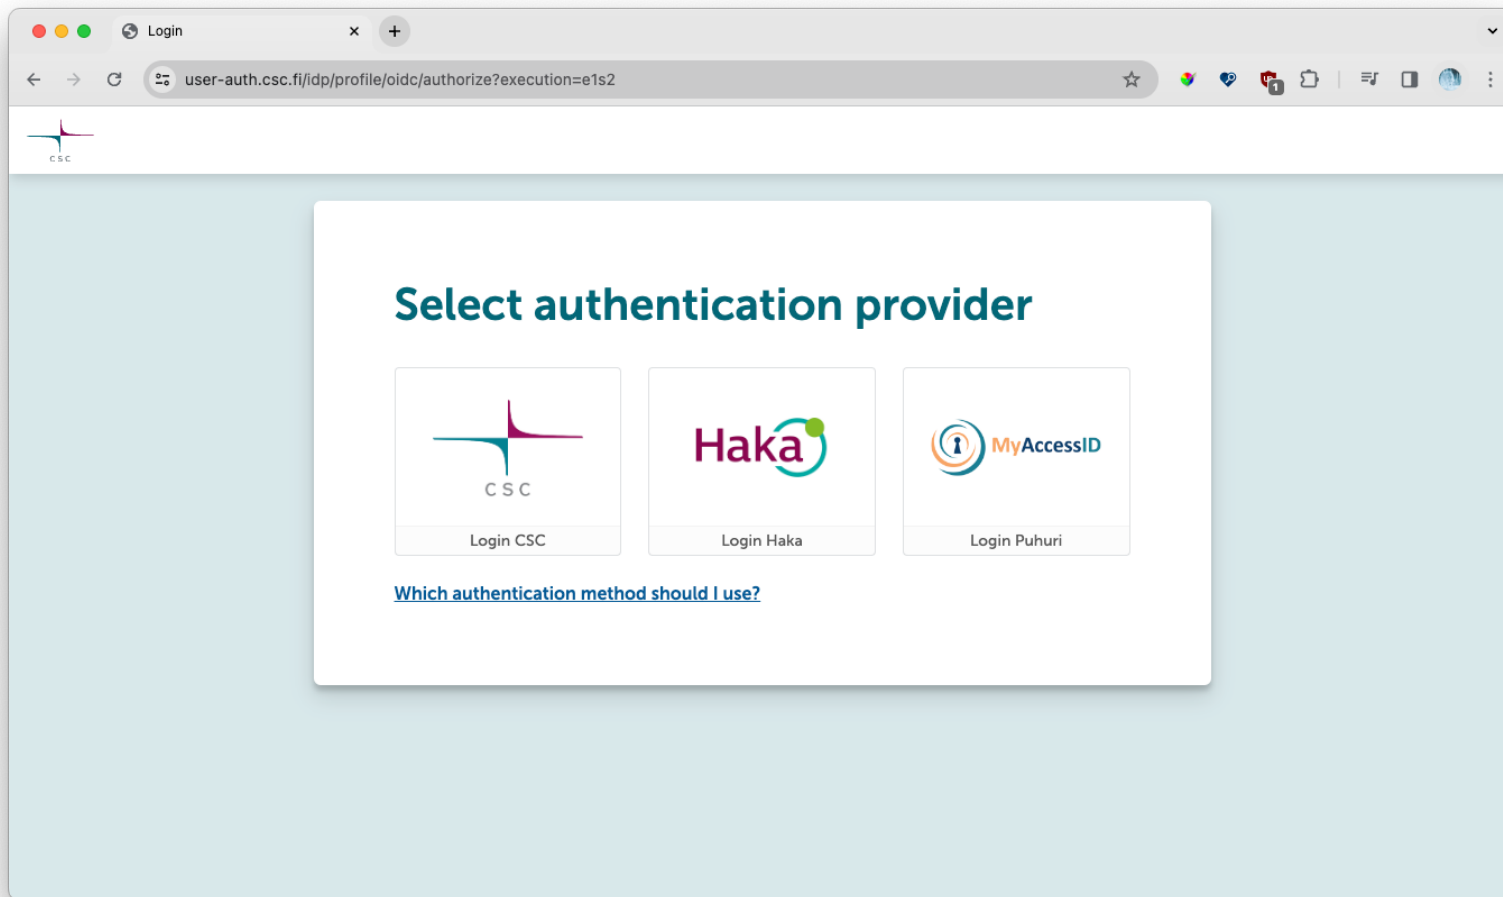 Login
user-auth.csc.fi/idp/profile/oidc/authorize?execution=e1s2
1
CSC
Select authentication provider
CSC
Haka
MyAccessID
Login CSC
Login Haka
Login Puhuri
Which authentication method should I use?